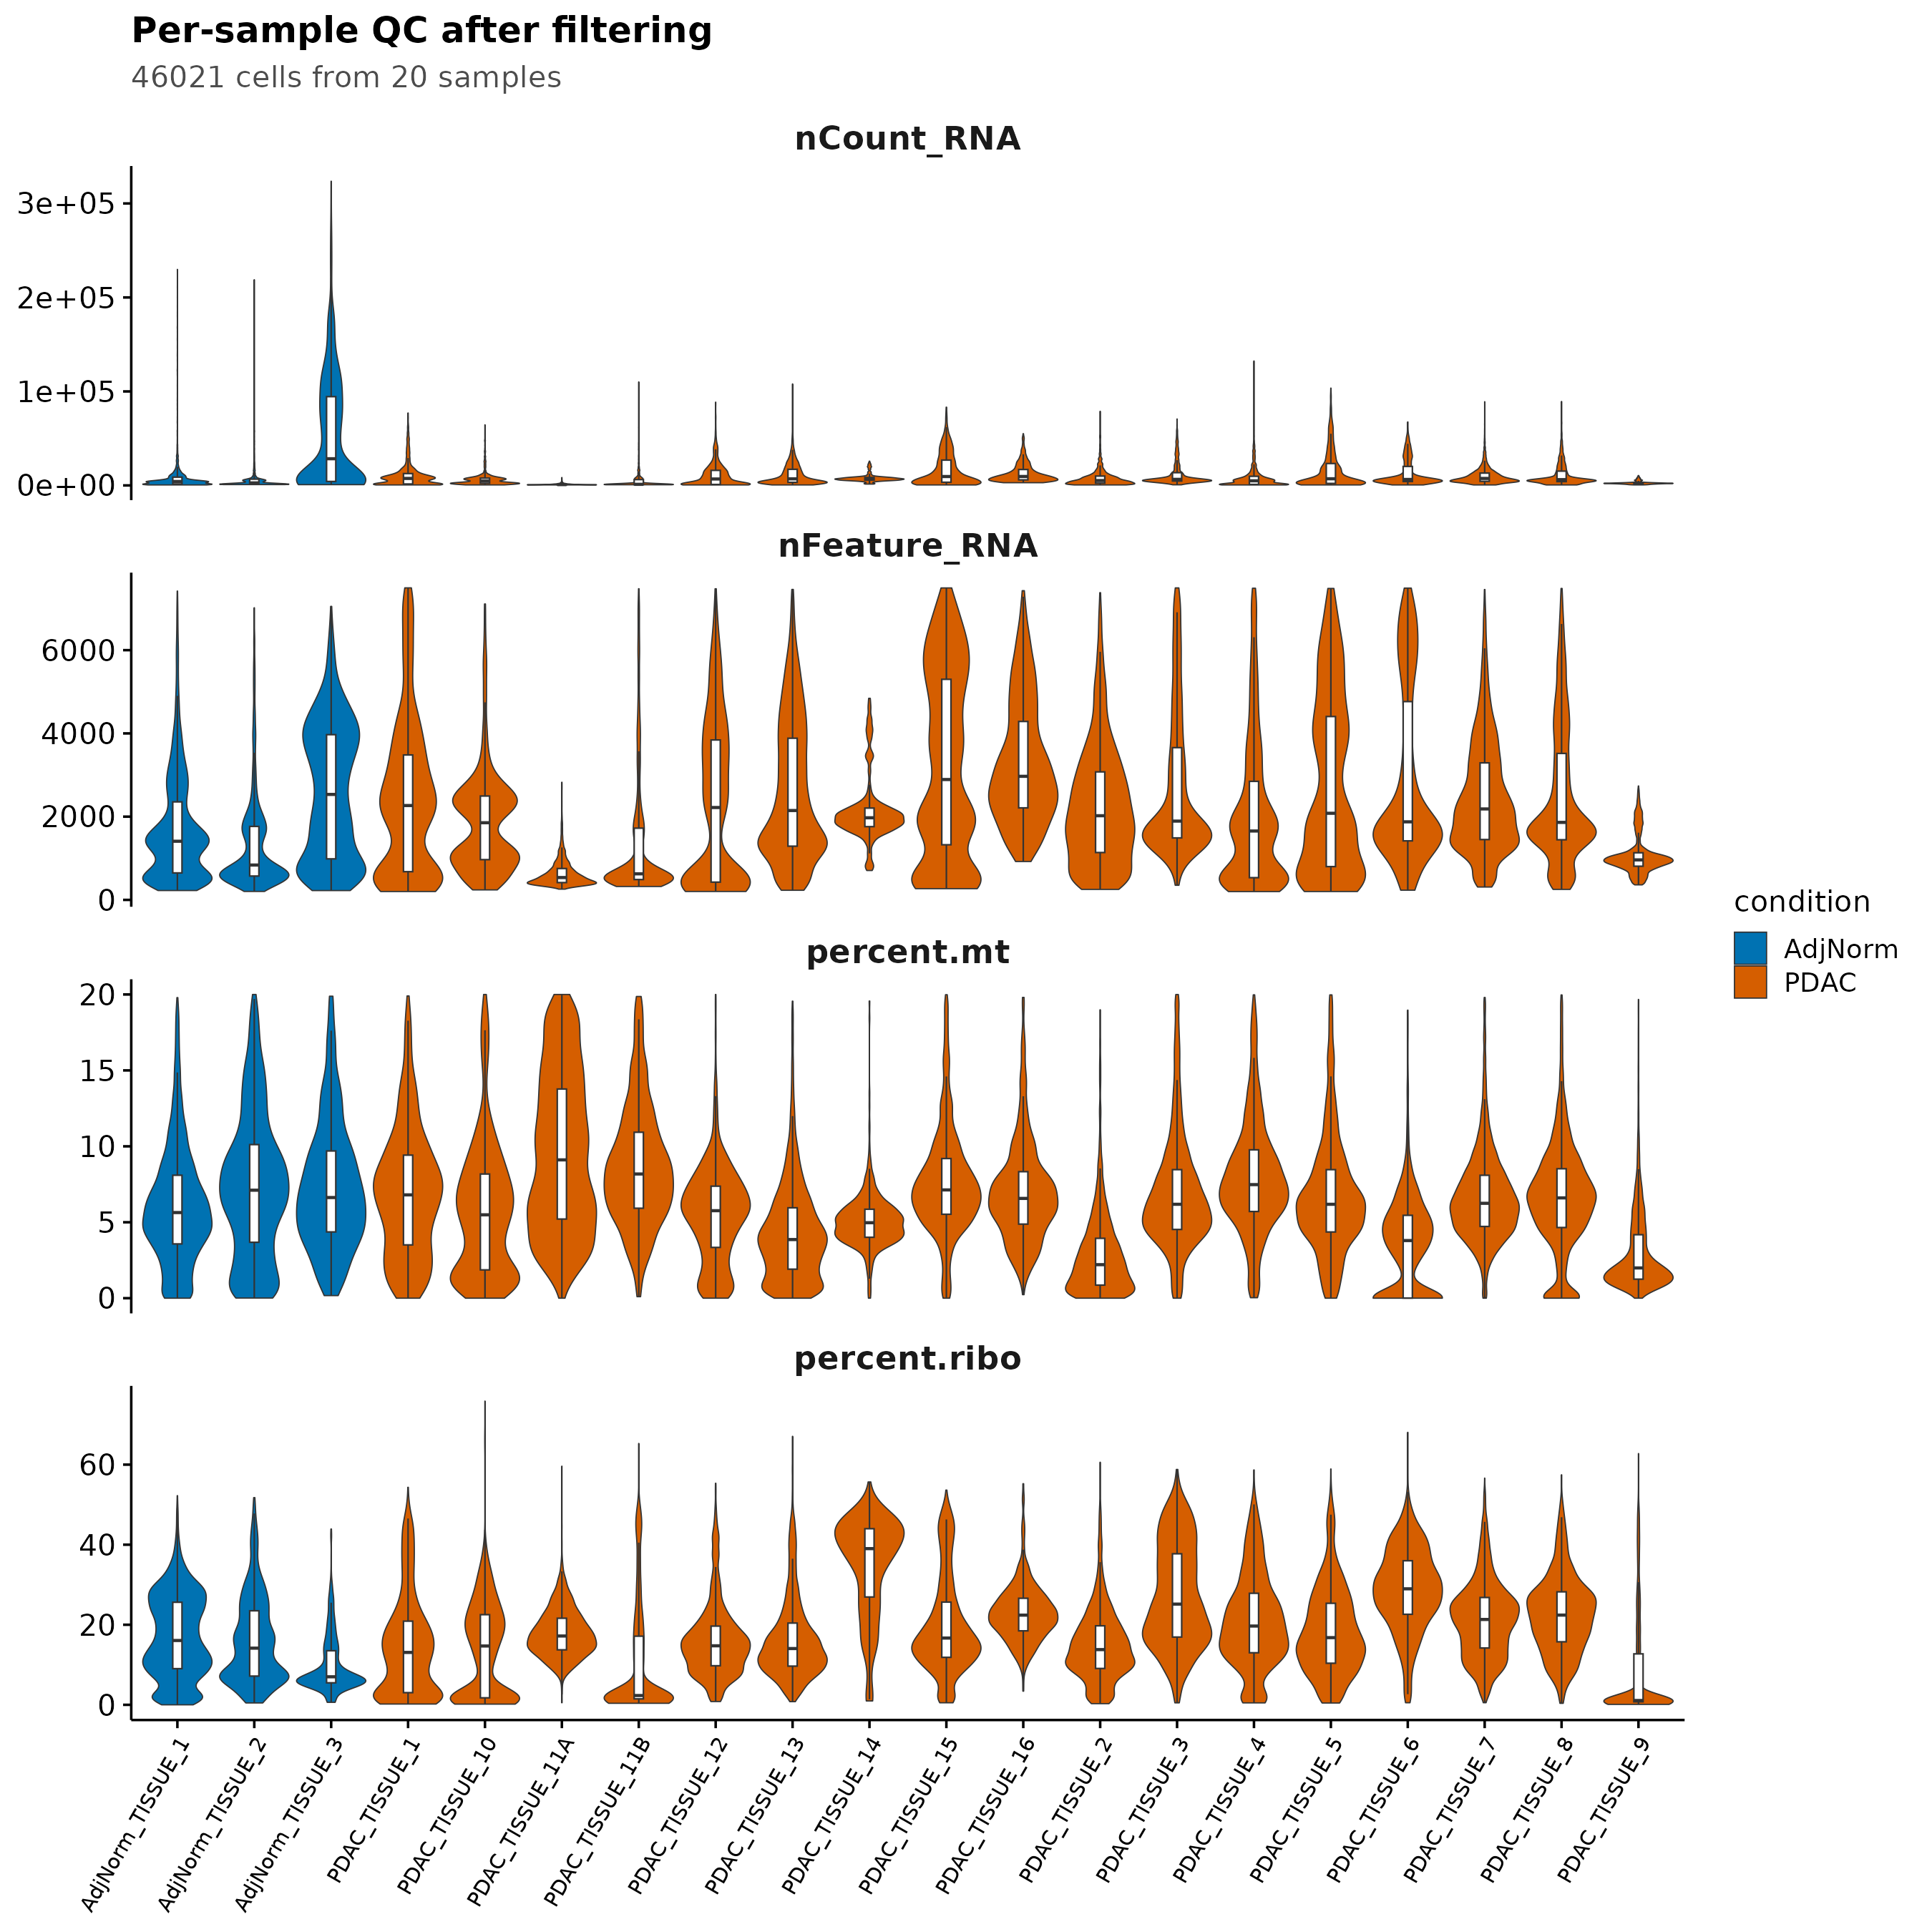 Per-sample QC after filtering
46021 cells from 20 samples
nCount_RNA
3e+05
2e+05
1e+05
0e+00
nFeature_RNA
6000
4000
2000
0
percent.mt
20
15
10
5
0
percent.ribo
60
40
20
0
AdjNorm_TISSUE_1
AdjNorm_TISSUE_2
AdjNorm_TISSUE_3
PDAC_TISSUE_1
PDAC_TISSUE_10
PDAC_TISSUE_11A
PDAC_TISSUE_11B
PDAC_TISSUE_12
PDAC_TISSUE_13
PDAC_TISSUE_14
PDAC_TISSUE_15
PDAC_TISSUE_16
PDAC_TISSUE_2
PDAC_TISSUE_3
PDAC_TISSUE_4
PDAC_TISSUE_5
PDAC_TISSUE_6
PDAC_TISSUE_7
PDAC_TISSUE_8
PDAC_TISSUE_9
condition
AdjNorm
PDAC